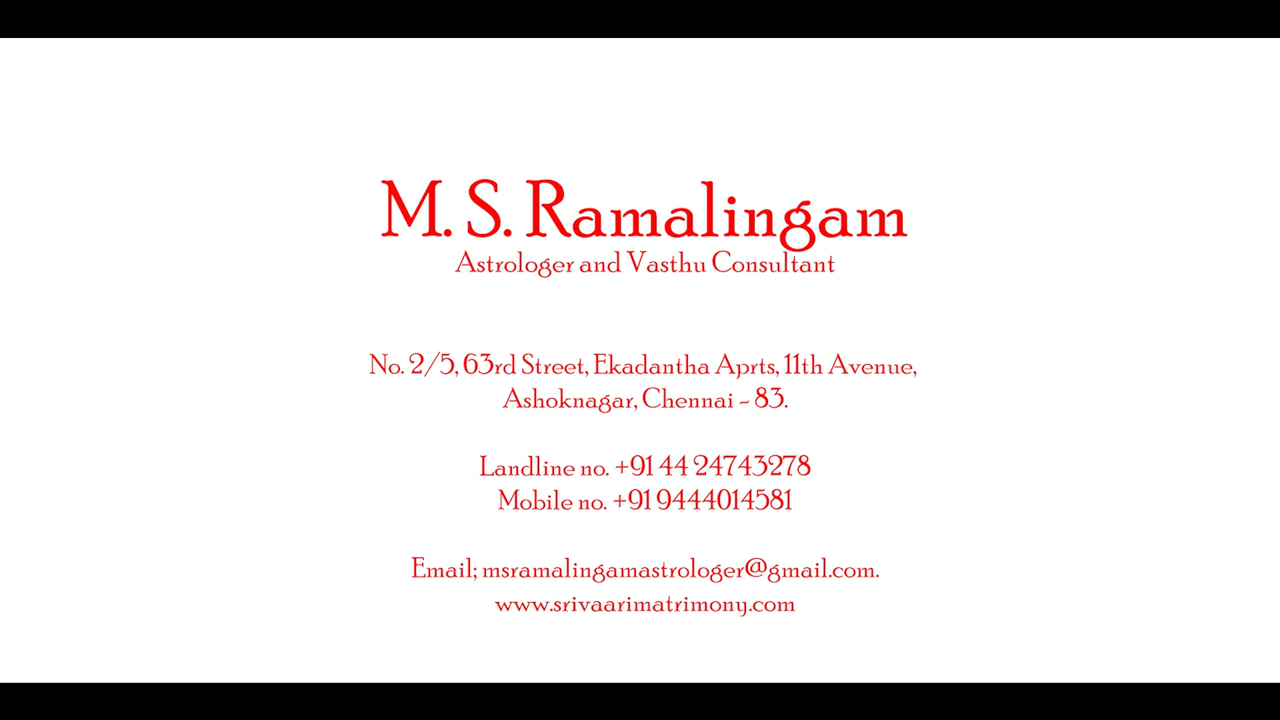 M. S. Ramalingam
Astrologer and Vasthu Consultant
No. 2/5, 63rd Street, Ekadantha Aprts, 11th Avenue,
Ashoknagar, Chennai - 83.
Landline no. +91 44 24743278
Mobile no. +91 9444014581
Email; msramalingamastrologer@gmail.com.
www.srivaarimatrimony.com